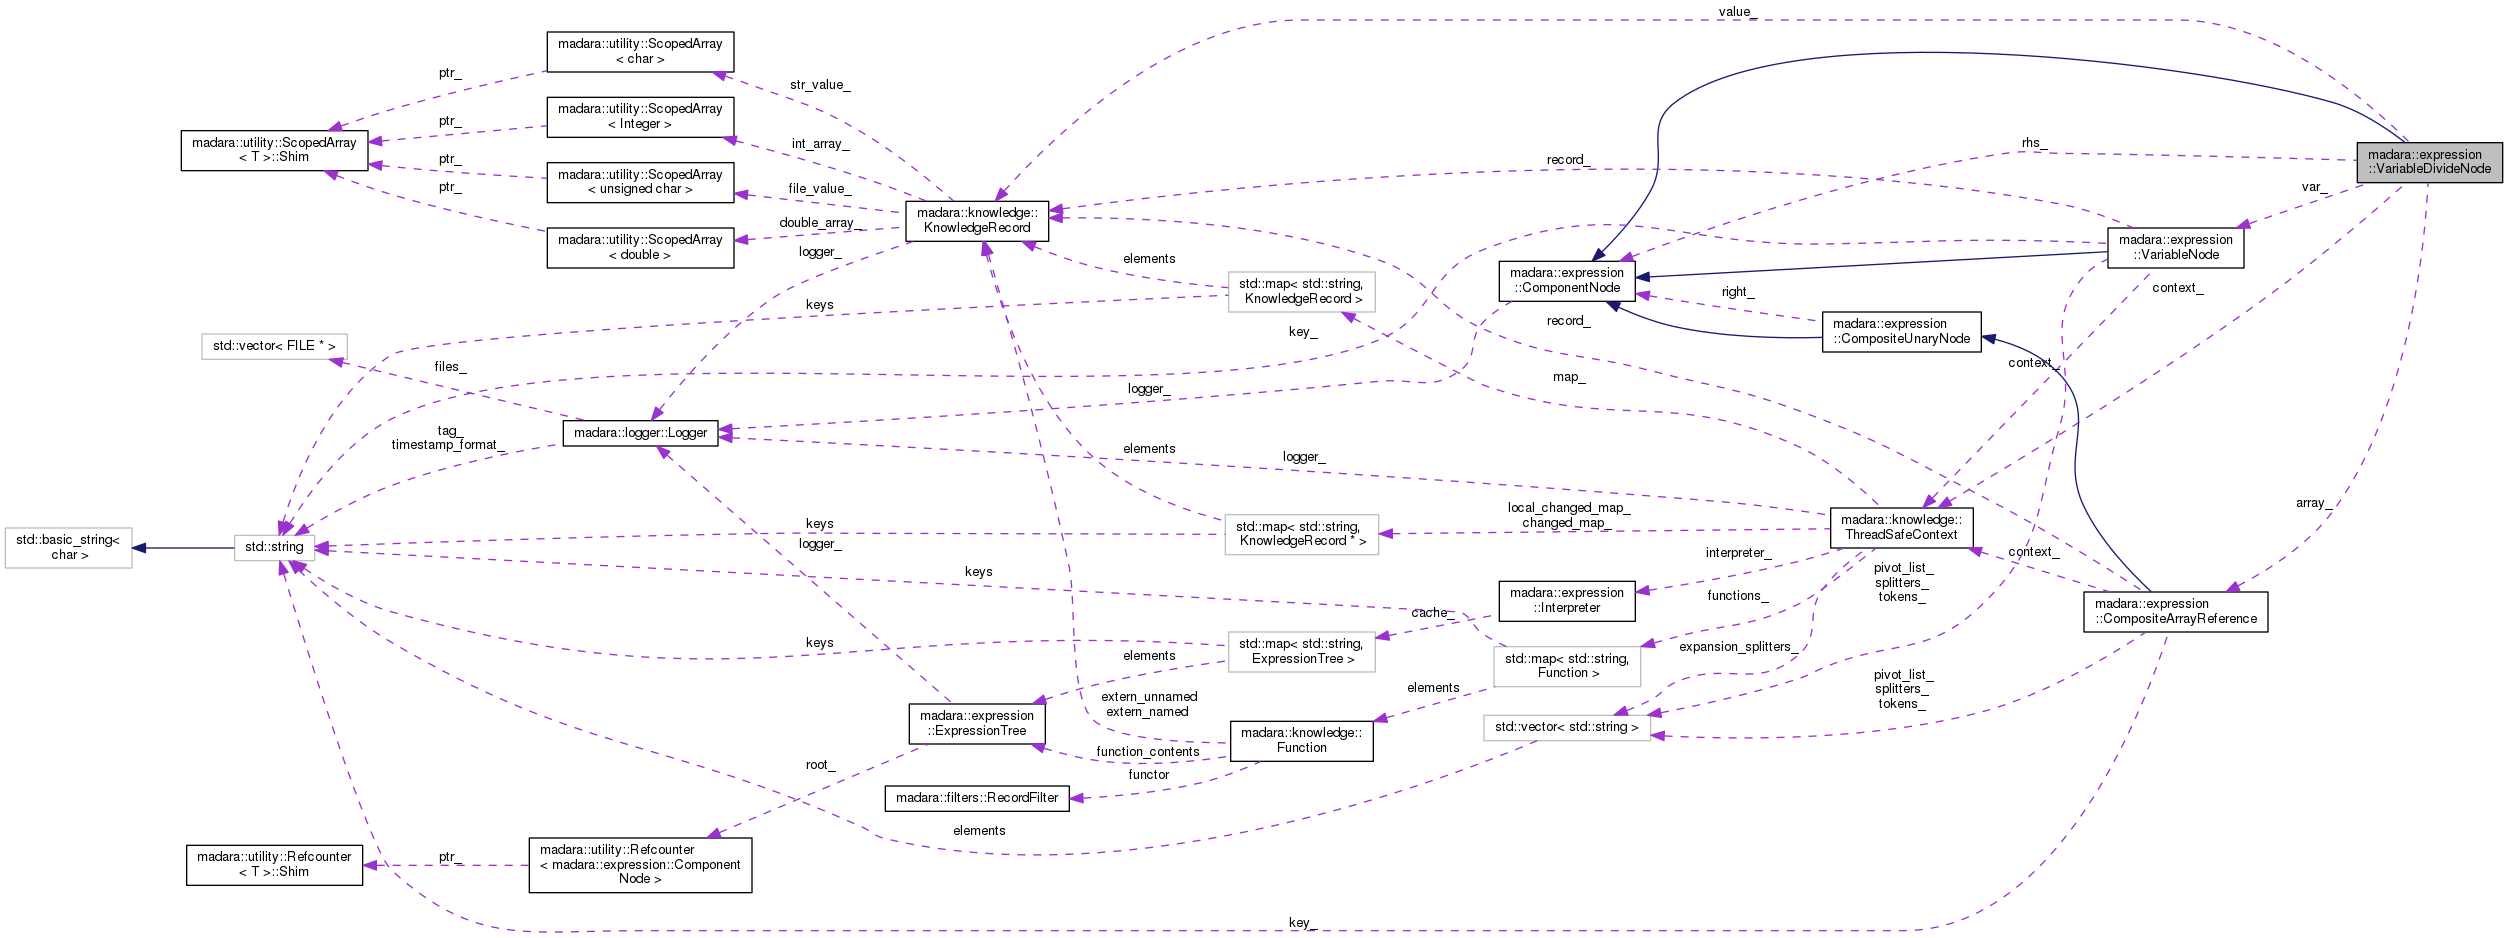 value_
madara::utility::ScopedArray
< char >
ptr_
str_value_
madara::utility::ScopedArray
< Integer >
ptr_
int_array_
madara::utility::ScopedArray
< T >::Shim
madara::utility::ScopedArray
< unsigned char >
ptr_
file_value_
madara::utility::ScopedArray
< double >
ptr_
double_array_
madara::knowledge::
KnowledgeRecord
logger_
record_
rhs_
madara::expression
::VariableDivideNode
var_
madara::expression
::VariableNode
elements
std::map< std::string,
KnowledgeRecord >
madara::expression
::ComponentNode
right_
context_
madara::expression
::CompositeUnaryNode
keys
key_
record_
std::vector< FILE * >
files_
map_
context_
logger_
tag_
timestamp_format_
madara::logger::Logger
elements
logger_
array_
local_changed_map_
changed_map_
madara::knowledge::
ThreadSafeContext
keys
std::map< std::string,
KnowledgeRecord * >
std::basic_string<
char >
std::string
logger_
keys
interpreter_
context_
pivot_list_
splitters_
tokens_
madara::expression
::Interpreter
functions_
cache_
madara::expression
::CompositeArrayReference
keys
elements
std::map< std::string,
ExpressionTree >
expansion_splitters_
std::map< std::string,
Function >
elements
pivot_list_
splitters_
tokens_
extern_unnamed
extern_named
madara::expression
::ExpressionTree
madara::knowledge::
Function
std::vector< std::string >
function_contents
root_
functor
madara::filters::RecordFilter
elements
madara::utility::Refcounter
< T >::Shim
ptr_
madara::utility::Refcounter
< madara::expression::Component
Node >
key_